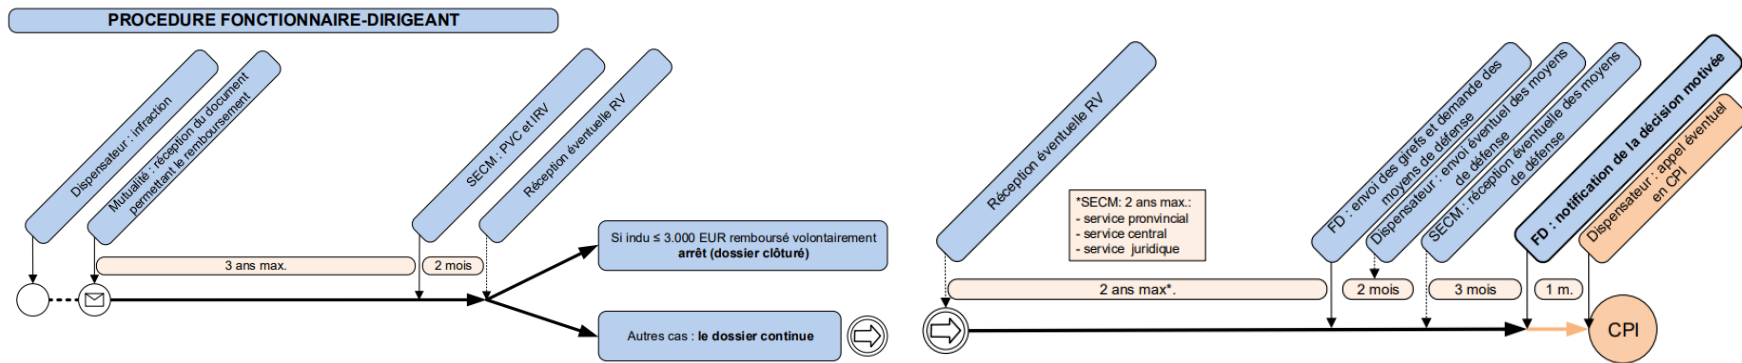 PROCEDURE FONCTIONNAIRE-DIRIGEANT
Dispensateur : infraction
Mutualité : réception du document
permettant le remboursement
SECM : PVC et IRV
Réception éventuelle RV
3 ans max.
2 mois
Si indu ≤ 3.000 EUR remboursé volontairement
arrêt (dossier clôturé)
Autres cas : le dossier continue
Réception éventuelle RV
*SECM: 2 ans max.:
- service pronvincial
- service central
- service juridique
FD : envoi des girefs et demande des
moyens de défense
Dispensateur : envoi éventuel des moyens
de défense
SECM : réception éventuelle des moyens
de défense
FD : notification de la décision motivée
Dispensateur : appel éventuel
en CPI
2 ans max*.
2 mois
3 mois
1 m.
CPI